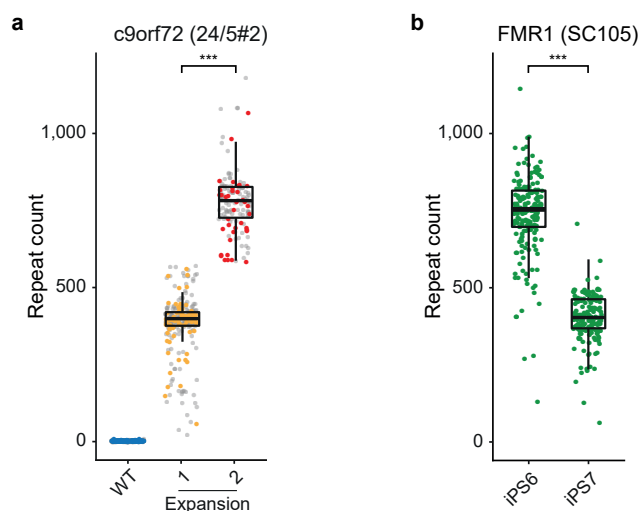 a
c9orf72 (24/5#2)
***
1,000
500
0
Repeat count
WT
1
2
Expansion
b
FMR1 (SC105)
***
1,000
500
0
Repeat count
iPS6
iPS7